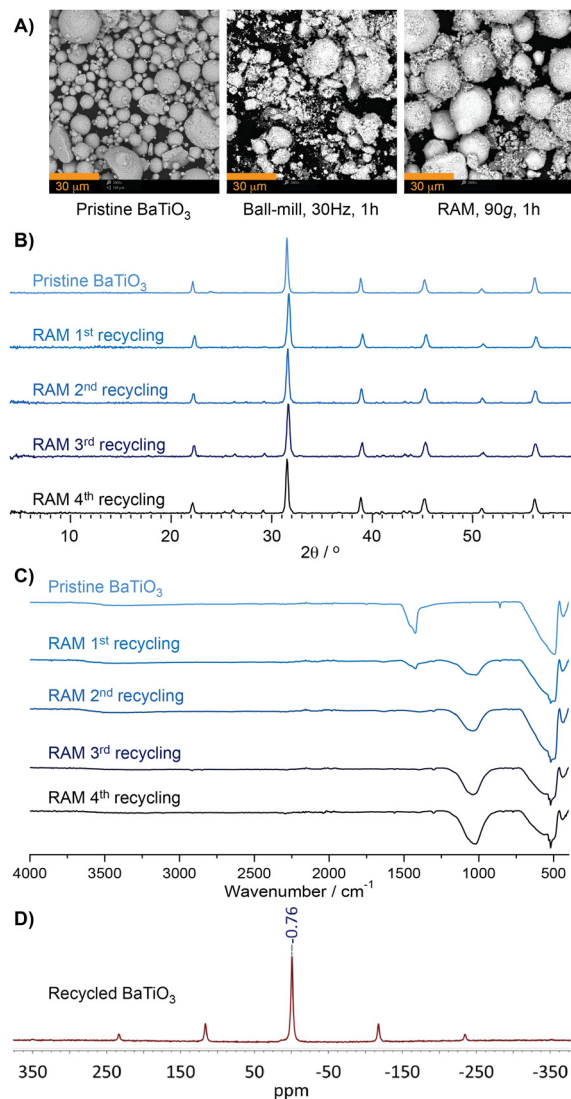 A)
30 μm
30 μm
30 μm
Pristine BaTiO₃
Ball-mill, 30Hz, 1h
RAM, 90g, 1h
B)
Pristine BaTiO₃
RAM 1ˢᵗ recycling
RAM 2ⁿᵈ recycling
RAM 3ʳᵈ recycling
RAM 4ᵗʰ recycling
10 20 30 40 50
2θ / °
C)
Pristine BaTiO₃
RAM 1ˢᵗ recycling
RAM 2ⁿᵈ recycling
RAM 3ʳᵈ recycling
RAM 4ᵗʰ recycling
4000 3500 3000 2500 2000 1500 1000 500
Wavenumber / cm⁻¹
D)
-0.76
Recycled BaTiO₃
350 250 150 50 -50 -150 -250 -350
ppm